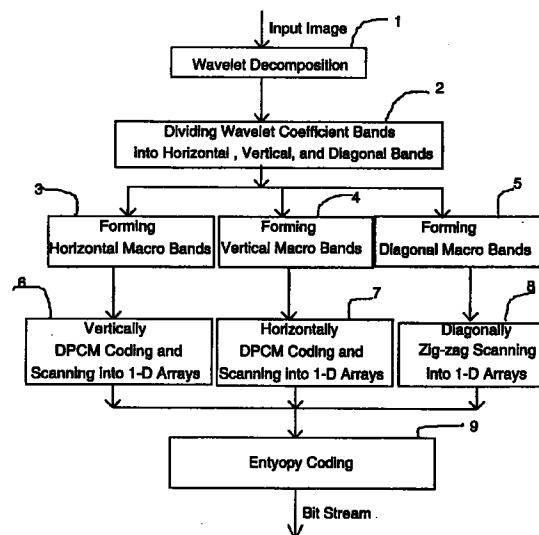 Input Image
1
Wavelet Decomposition
2
Dividing Wavelet Coefficient Bands
into Horizontal , Vertical, and Diagonal Bands
3
Forming
Horizontal Macro Bands
4
Forming
Vertical Macro Bands
5
Forming
Diagonal Macro Bands
6
Vertically
DPCM Coding and
Scanning into 1-D Arrays
7
Horizontally
DPCM Coding and
Scanning into 1-D Arrays
8
Diagonally
Zig-zag Scanning
into 1-D Arrays
9
Entyopy Coding
Bit Stream